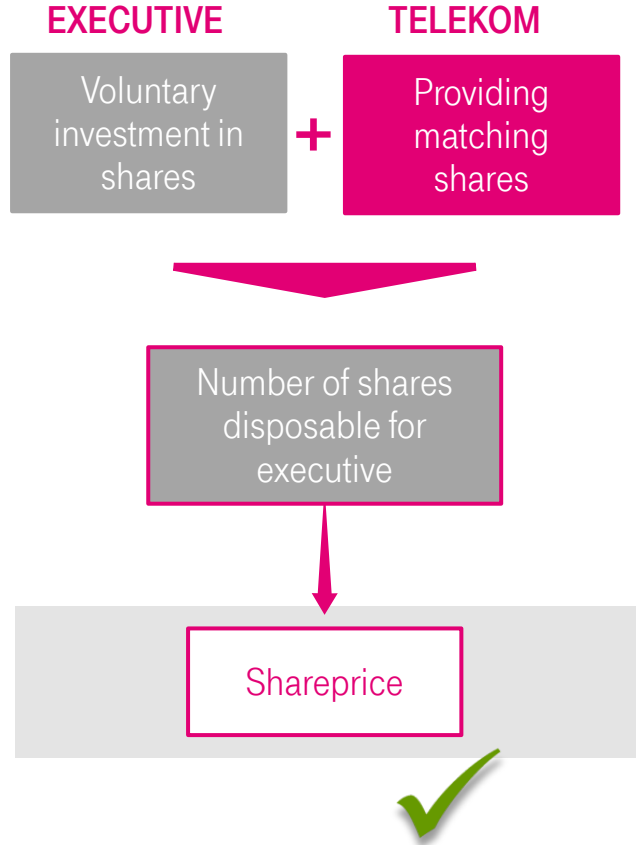 EXECUTIVE
TELEKOM
Voluntary
investment in
shares
+
Providing
matching
shares
Number of shares
disposable for
executive
Shareprice